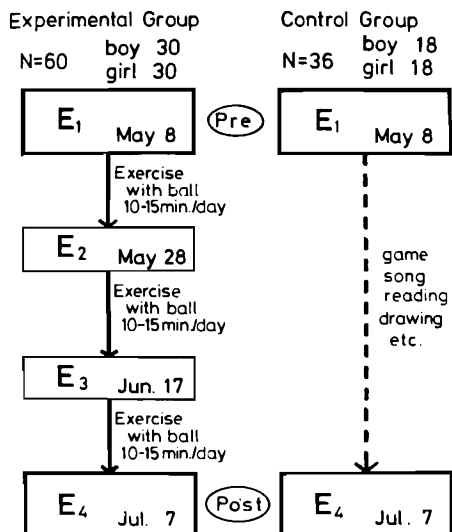 Experimental Group
N=60
boy 30
girl 30
E1
May 8
Exercise
with ball
10-15min./day
E2
May 28
Exercise
with ball
10-15min./day
E3
Jun. 17
Exercise
with ball
10-15min./day
E4
Jul. 7
Pre
Post
Control Group
N=36
boy 18
girl 18
E1
May 8
game
song
reading
drawing
etc.
E4
Jul. 7